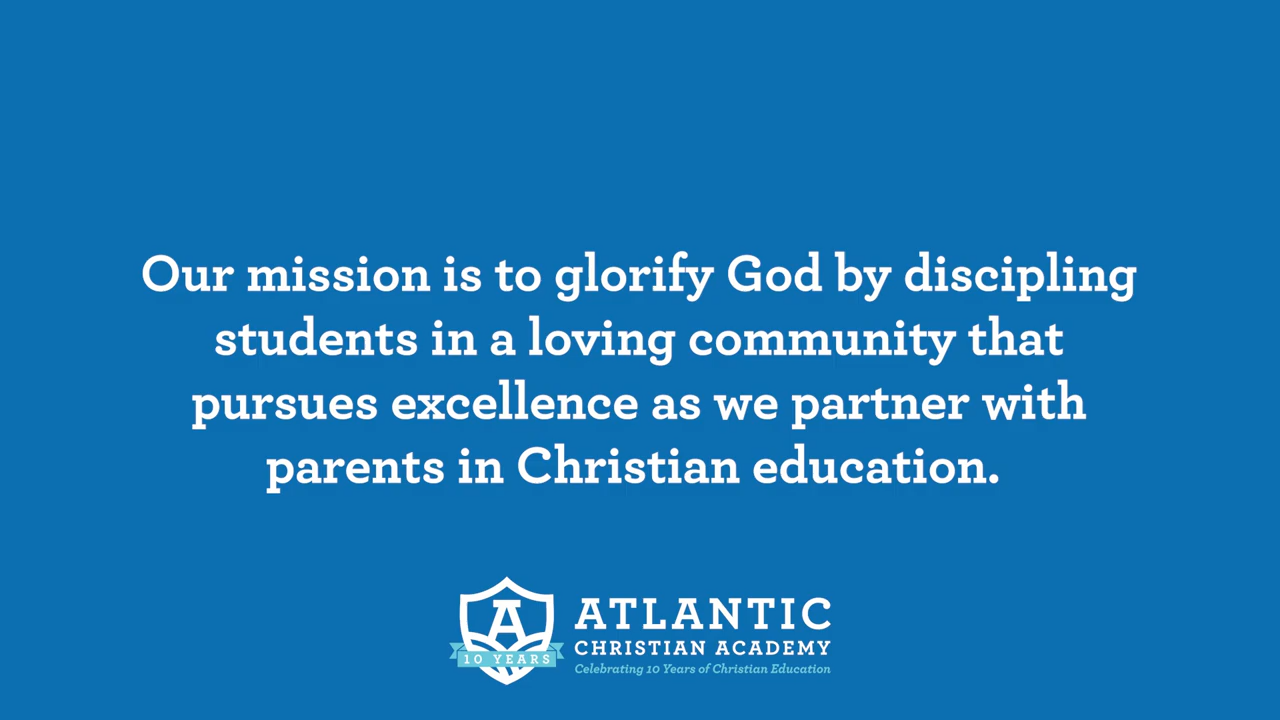 Our mission is to glorify God by discipling
students in a loving community that
pursues excellence as we partner with
parents in Christian education.
A
10 YEARS
ATLANTIC
CHRISTIAN ACADEMY
Celebrating 10 Years of Christian Education